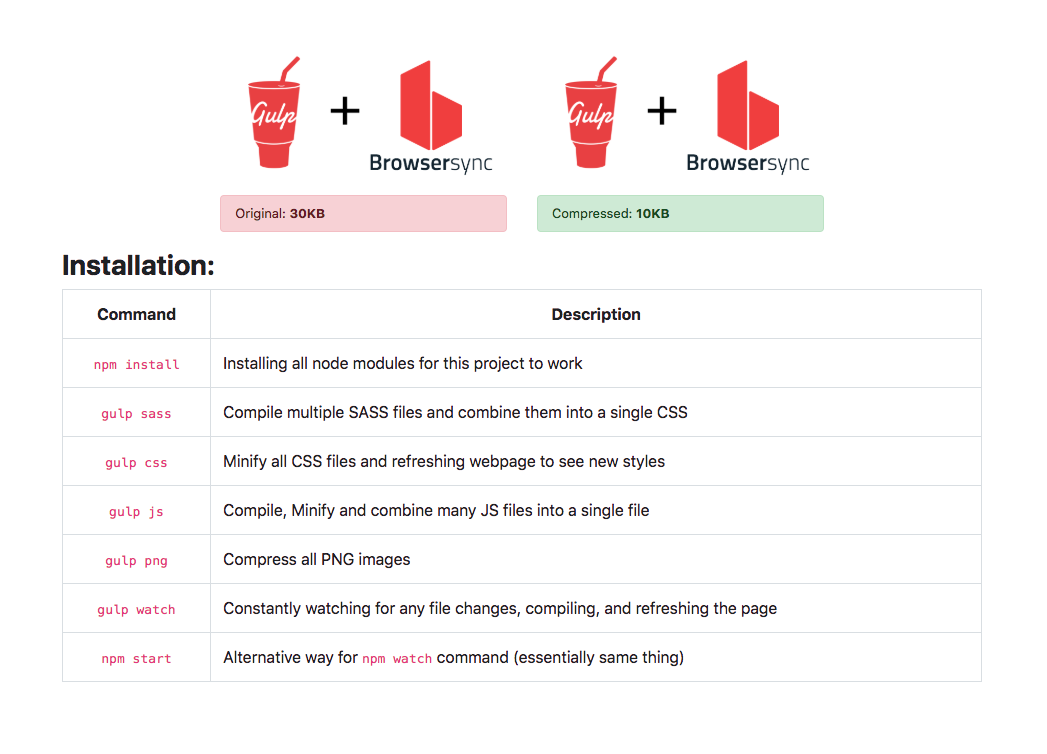 Gulp + Browsersync Gulp + Browsersync
Original: 30KB Compressed: 10KB
Installation:
Command Description
npm install Installing all node modules for this project to work
gulp sass Compile multiple SASS files and combine them into a single CSS
gulp css Minify all CSS files and refreshing webpage to see new styles
gulp js Compile, Minify and combine many JS files into a single file
gulp png Compress all PNG images
gulp watch Constantly watching for any file changes, compiling, and refreshing the page
npm start Alternative way for npm watch command (essentially same thing)